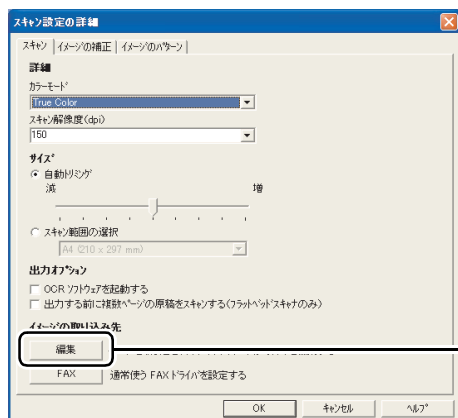 スキャン設定の詳細
スキャン
イメージの補正
イメージのパターン
詳細
カラーモード
True Color
スキャン解像度(dpi)
150
サイズ
自動トリミング
減 増
スキャン範囲の選択
A4 (210 x 297 mm)
出力オプション
OCR ソフトウェアを起動する
出力する前に複数ページの原稿をスキャンする(フラットベッドスキャナのみ)
イメージの取り込み先
編集
FAX 通常使う FAX ドライバを設定する
OK キャンセル ヘルプ